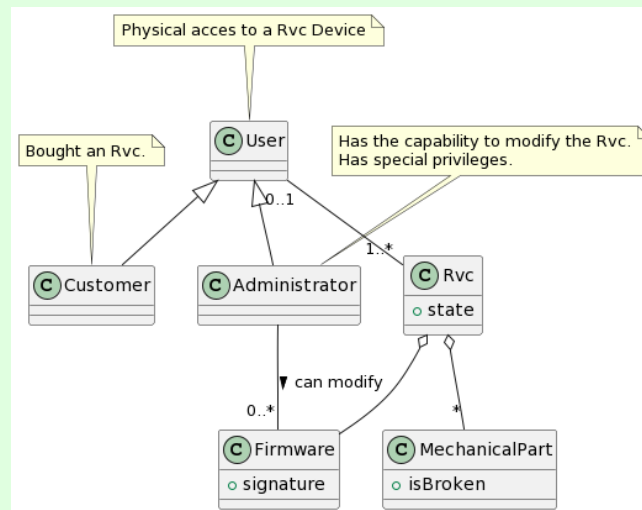 Physical acces to a Rvc Device
C User
Bought an Rvc.
Has the capability to modify the Rvc.
Has special privileges.
0..1
1..*
C Customer
C Administrator
C Rvc
state
can modify
0..*
*
C Firmware
signature
C MechanicalPart
isBroken